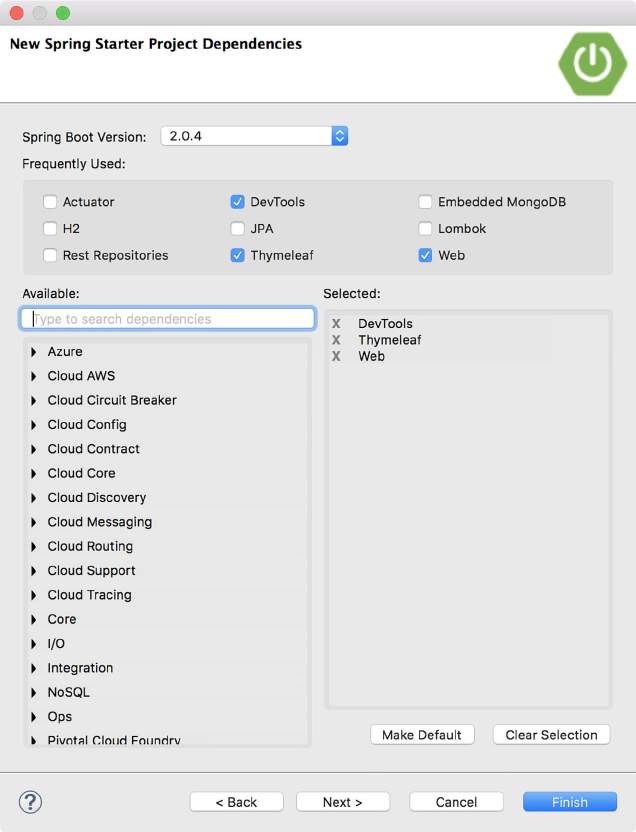 New Spring Starter Project Dependencies
Spring Boot Version: 2.0.4
Frequently Used:
Actuator DevTools Embedded MongoDB
H2 JPA Lombok
Rest Repositories Thymeleaf Web
Available: Selected:
Type to search dependencies
X DevTools
X Thymeleaf
X Web
Azure
Cloud AWS
Cloud Circuit Breaker
Cloud Config
Cloud Contract
Cloud Core
Cloud Discovery
Cloud Messaging
Cloud Routing
Cloud Support
Cloud Tracing
Core
I/O
Integration
NoSQL
Ops
Pivotal Cloud Foundry
Make Default Clear Selection
? < Back Next > Cancel Finish